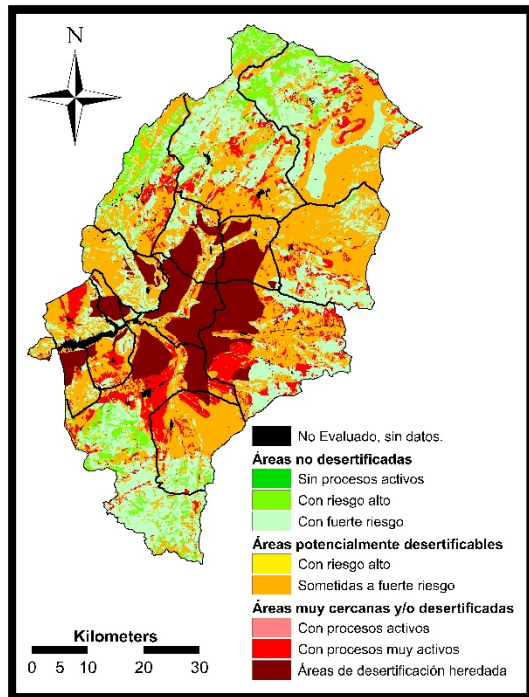 N
No Evaluado, sin datos.
Áreas no desertificadas
Sin procesos activos
Con riesgo alto
Con fuerte riesgo
Áreas potencialmente desertificables
Con riesgo alto
Sometidas a fuerte riesgo
Áreas muy cercanas y/o desertificadas
Con procesos activos
Con procesos muy activos
Áreas de desertificación heredada
Kilometers
0 5 10 20 30